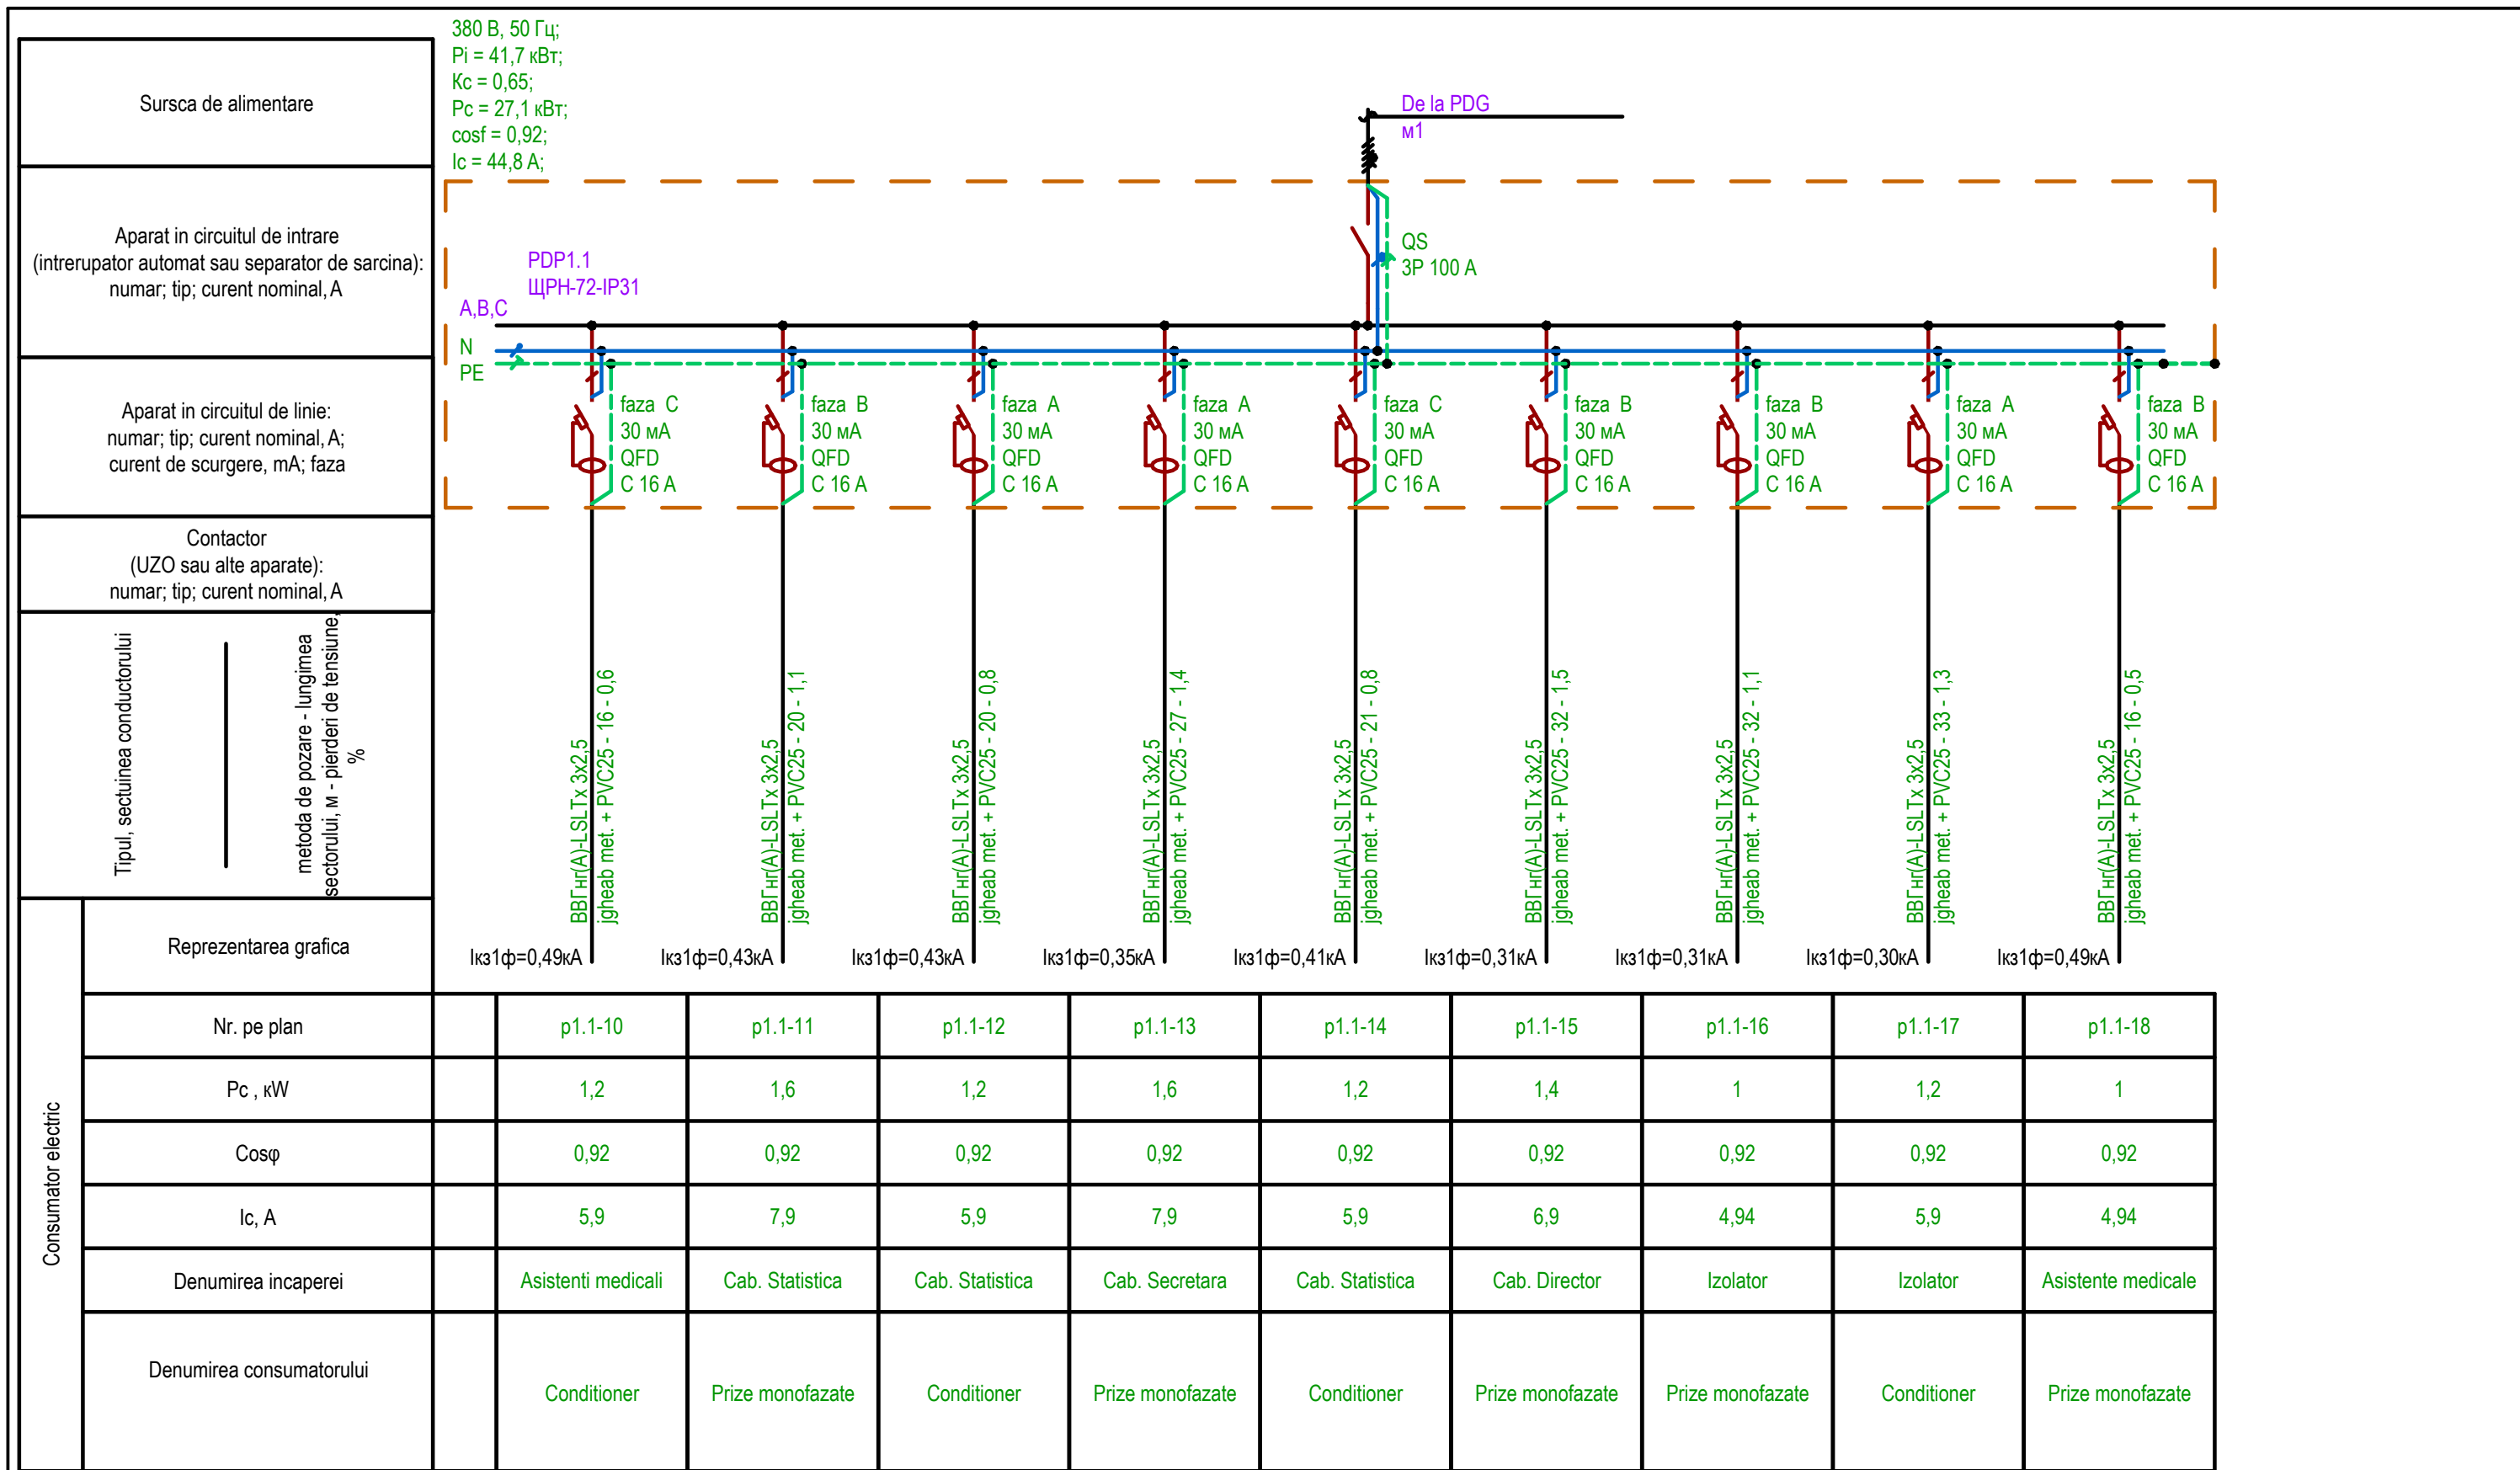 380 В, 50 Гц;
Pi = 41,7 кВт;
Kc = 0,65;
Pc = 27,1 кВт;
cosf = 0,92;
Ic = 44,8 A;
Sursca de alimentare
De la PDG
м1
Aparat in circuitul de intrare
(intrerupator automat sau separator de sarcina):
numar; tip; curent nominal, A
PDP1.1
ЩРН-72-IP31
QS
3P 100 A
A,B,C
N
PE
Aparat in circuitul de linie:
numar; tip; curent nominal, A;
curent de scurgere, mA; faza
faza C
30 мА
QFD
C 16 A
faza B
30 мА
QFD
C 16 A
faza A
30 мА
QFD
C 16 A
faza A
30 мА
QFD
C 16 A
faza C
30 мА
QFD
C 16 A
faza B
30 мА
QFD
C 16 A
faza B
30 мА
QFD
C 16 A
faza A
30 мА
QFD
C 16 A
faza B
30 мА
QFD
C 16 A
Contactor
(UZO sau alte aparate):
numar; tip; curent nominal, A
Tipul, sectuinea conductorului
metoda de pozare - lungimea
sectorului, м - pierderi de tensiune,
%
ВВГнг(А)-LSLTx 3x2,5
jgheab met. + PVC25 - 16 - 0,6
ВВГнг(А)-LSLTx 3x2,5
jgheab met. + PVC25 - 20 - 1,1
ВВГнг(А)-LSLTx 3x2,5
jgheab met. + PVC25 - 20 - 0,8
ВВГнг(А)-LSLTx 3x2,5
jgheab met. + PVC25 - 27 - 1,4
ВВГнг(А)-LSLTx 3x2,5
jgheab met. + PVC25 - 21 - 0,8
ВВГнг(А)-LSLTx 3x2,5
jgheab met. + PVC25 - 32 - 1,5
ВВГнг(А)-LSLTx 3x2,5
jgheab met. + PVC25 - 32 - 1,1
ВВГнг(А)-LSLTx 3x2,5
jgheab met. + PVC25 - 33 - 1,3
ВВГнг(А)-LSLTx 3x2,5
jgheab met. + PVC25 - 16 - 0,5
Consumator electric
Reprezentarea grafica
Iкз1ф=0,49кА Iкз1ф=0,43кА Iкз1ф=0,43кА Iкз1ф=0,35кА Iкз1ф=0,41кА Iкз1ф=0,31кА Iкз1ф=0,31кА Iкз1ф=0,30кА Iкз1ф=0,49кА
Nr. pe plan p1.1-10 p1.1-11 p1.1-12 p1.1-13 p1.1-14 p1.1-15 p1.1-16 p1.1-17 p1.1-18
Pc , кW 1,2 1,6 1,2 1,6 1,2 1,4 1 1,2 1
Cosφ 0,92 0,92 0,92 0,92 0,92 0,92 0,92 0,92 0,92
Ic, A 5,9 7,9 5,9 7,9 5,9 6,9 4,94 5,9 4,94
Denumirea incaperei Asistenti medicali Cab. Statistica Cab. Statistica Cab. Secretara Cab. Statistica Cab. Director Izolator Izolator Asistente medicale
Denumirea consumatorului Conditioner Prize monofazate Conditioner Prize monofazate Conditioner Prize monofazate Prize monofazate Conditioner Prize monofazate